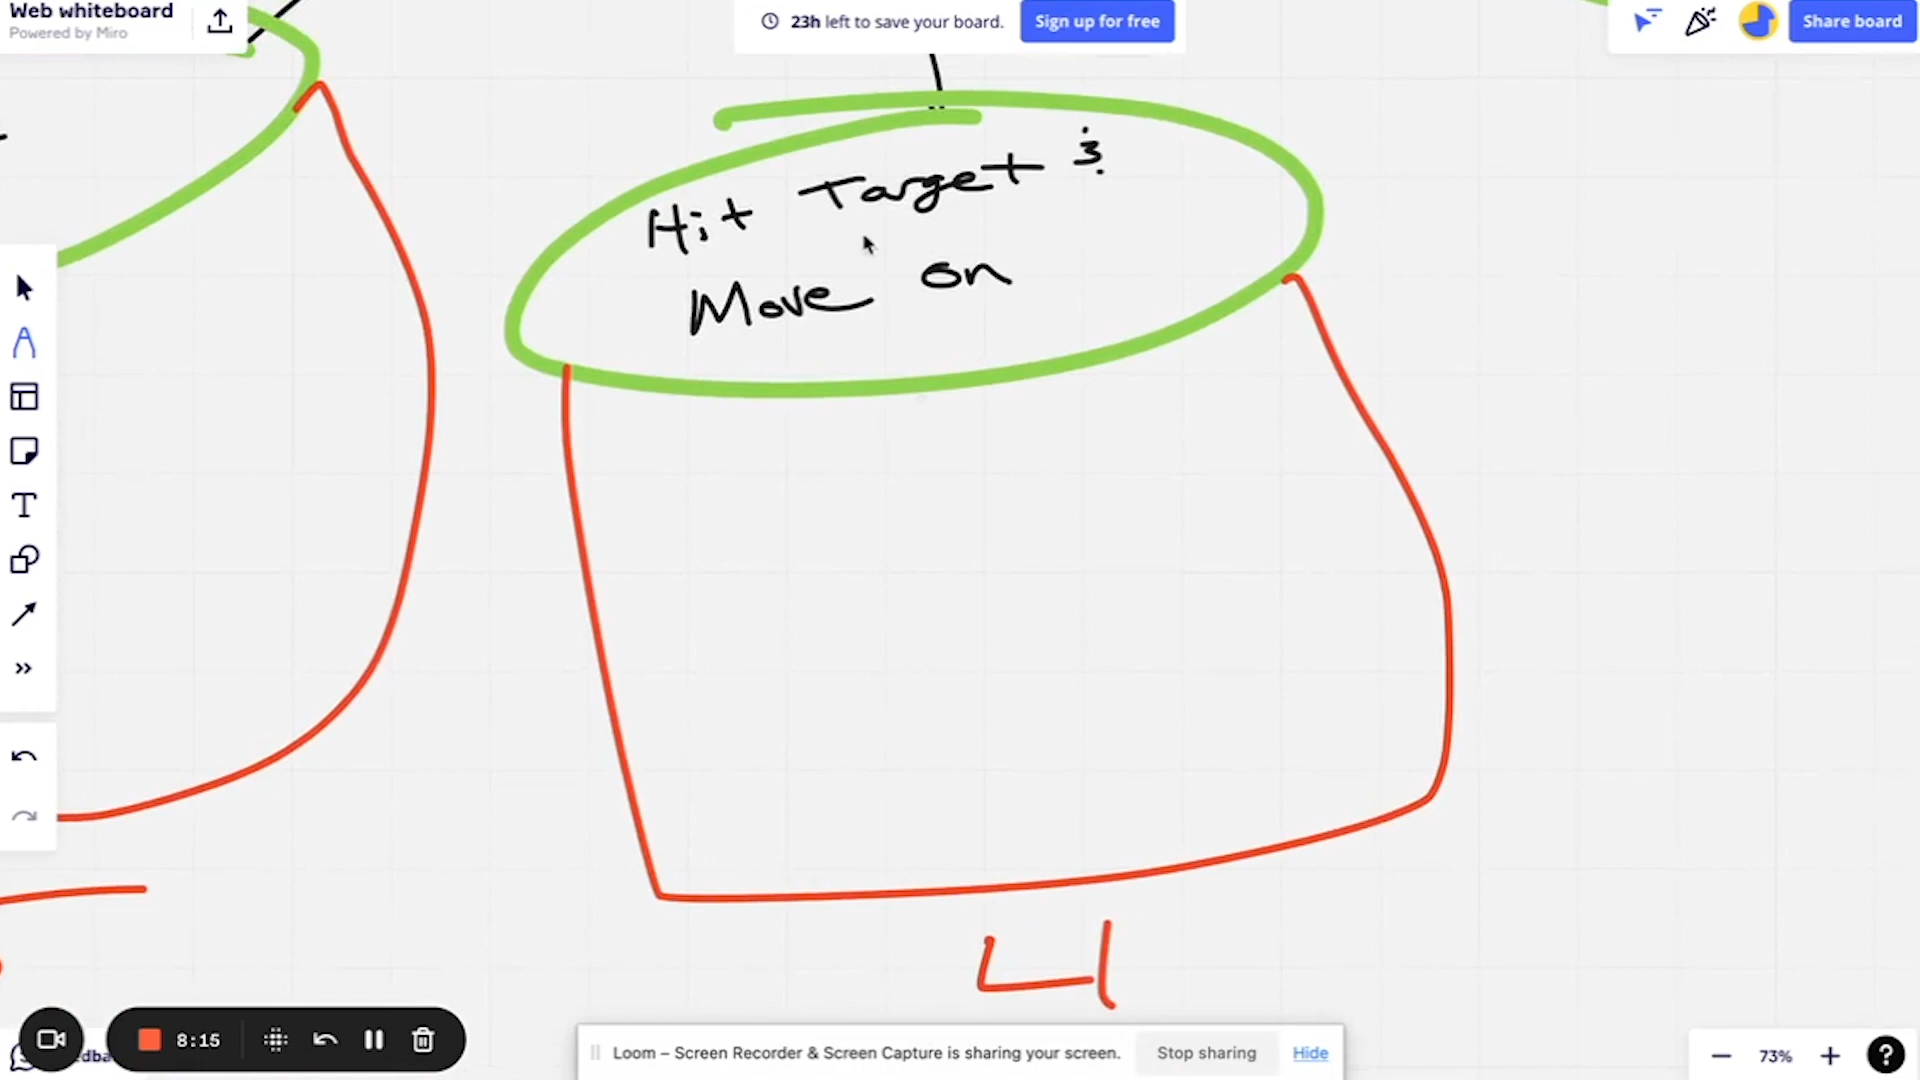 Web whiteboard
Powered by Miro
23h left to save your board.
Sign up for free
Share board
Hit Target &
Move on
4
8:15
Loom – Screen Recorder & Screen Capture is sharing your screen.
Stop sharing
Hide
73%
?